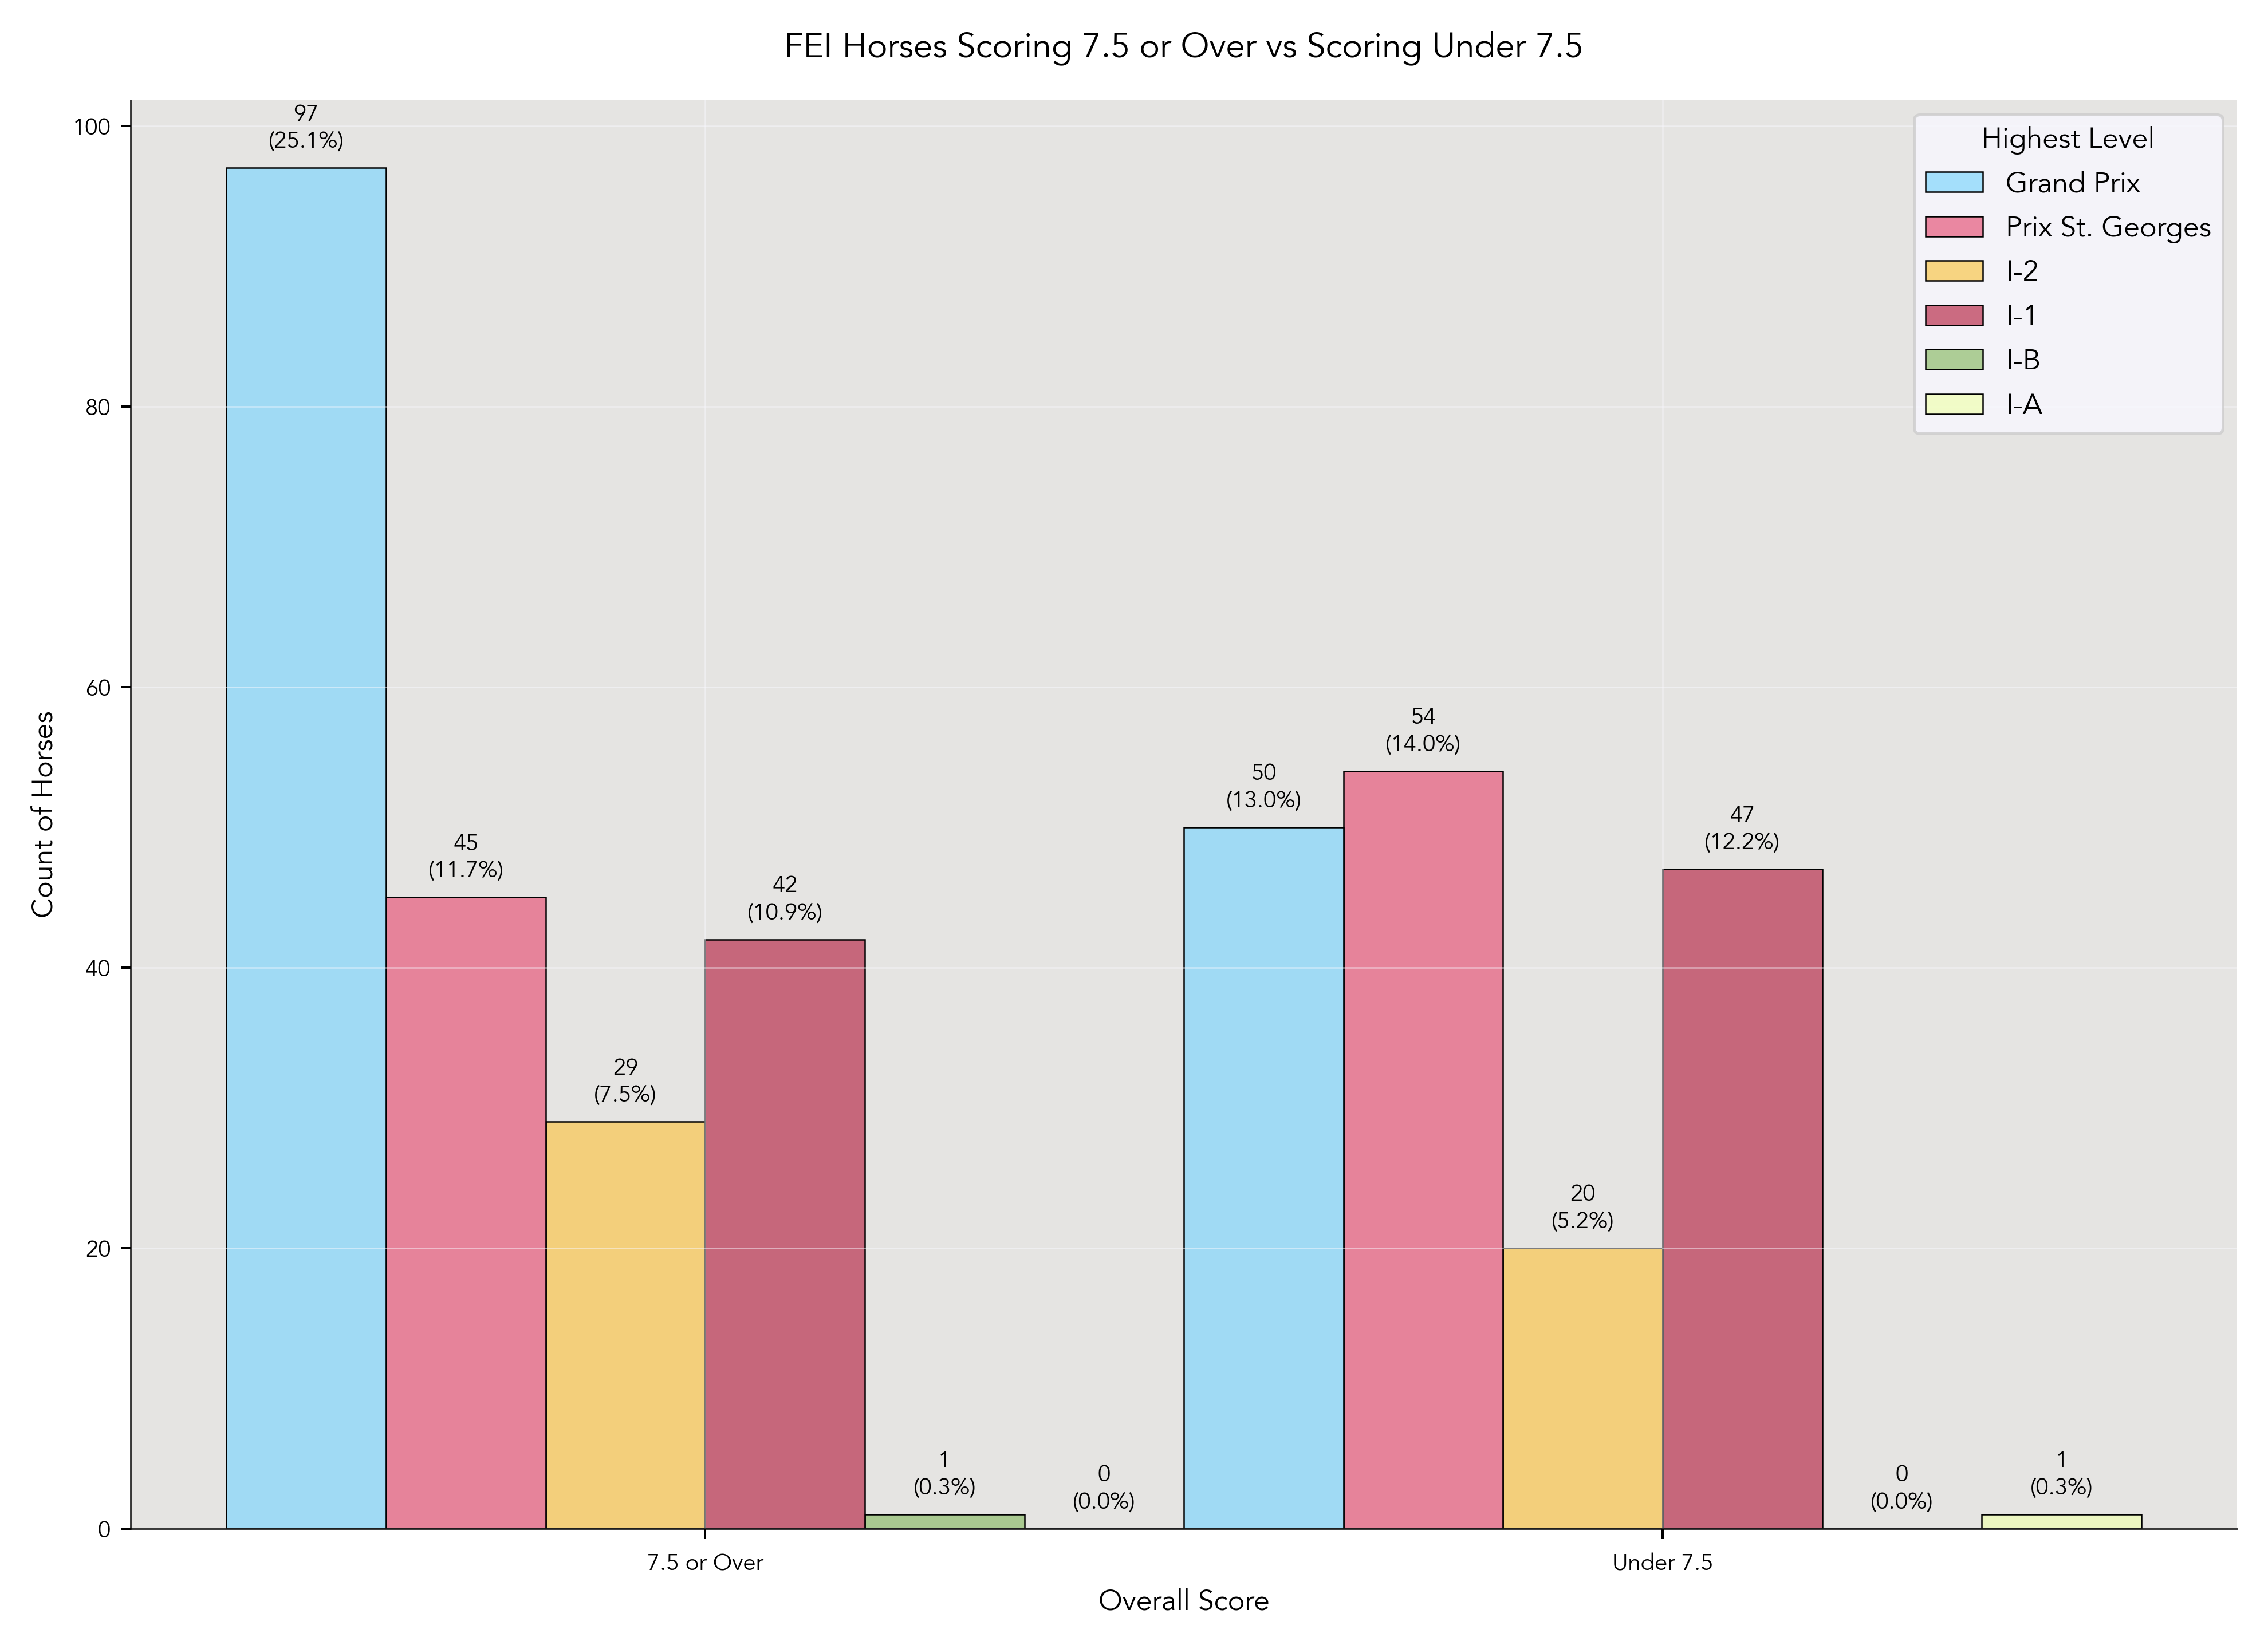 FEI Horses Scoring 7.5 or Over vs Scoring Under 7.5
Count of Horses
100
80
60
40
20
0
97
(25.1%)
45
(11.7%)
29
(7.5%)
42
(10.9%)
1
(0.3%)
0
(0.0%)
50
(13.0%)
54
(14.0%)
20
(5.2%)
47
(12.2%)
0
(0.0%)
1
(0.3%)
Highest Level
Grand Prix
Prix St. Georges
I-2
I-1
I-B
I-A
7.5 or Over
Under 7.5
Overall Score